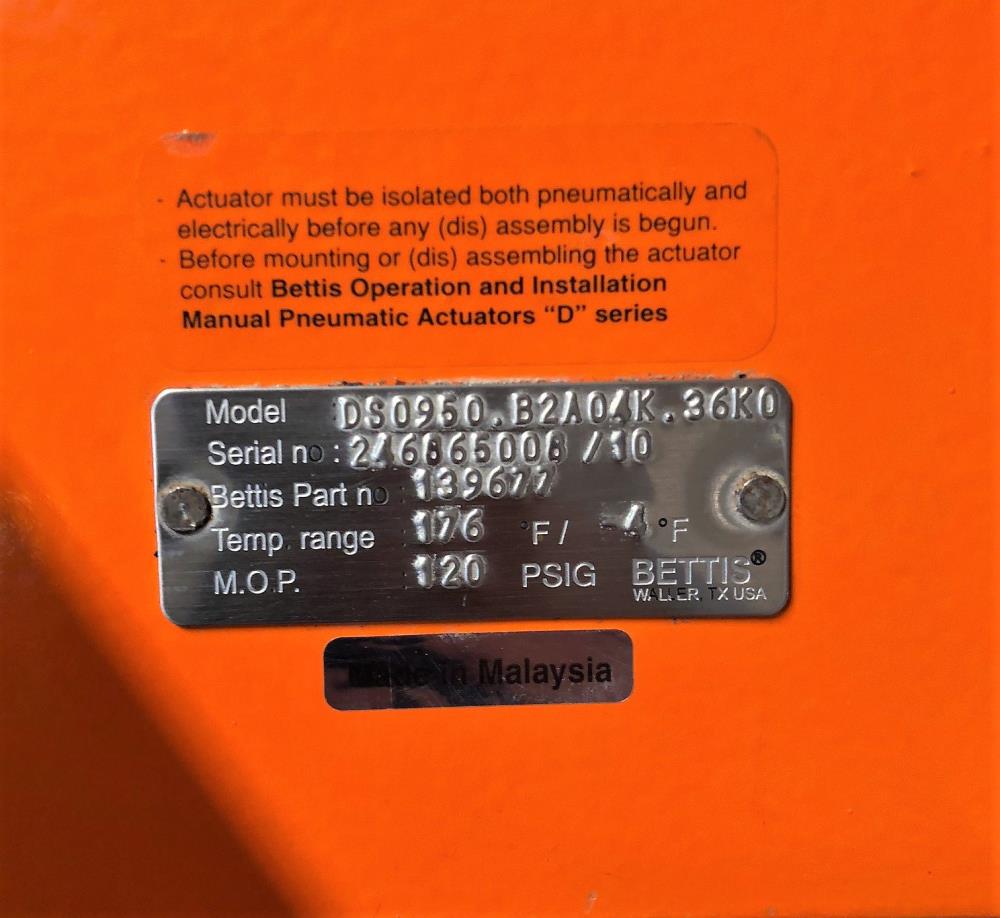 - Actuator must be isolated both pneumatically and
electrically before any (dis) assembly is begun.
- Before mounting or (dis) assembling the actuator
consult Bettis Operation and Installation
Manual Pneumatic Actuators “D” series
Model DS0950.B2A04K.36K0
Serial no : 246865008 /10
Bettis Part no : 139677
Temp. range : 176 °F / -4 °F
M.O.P. : 120 PSIG BETTIS®
WALLER, TX USA
Made in Malaysia